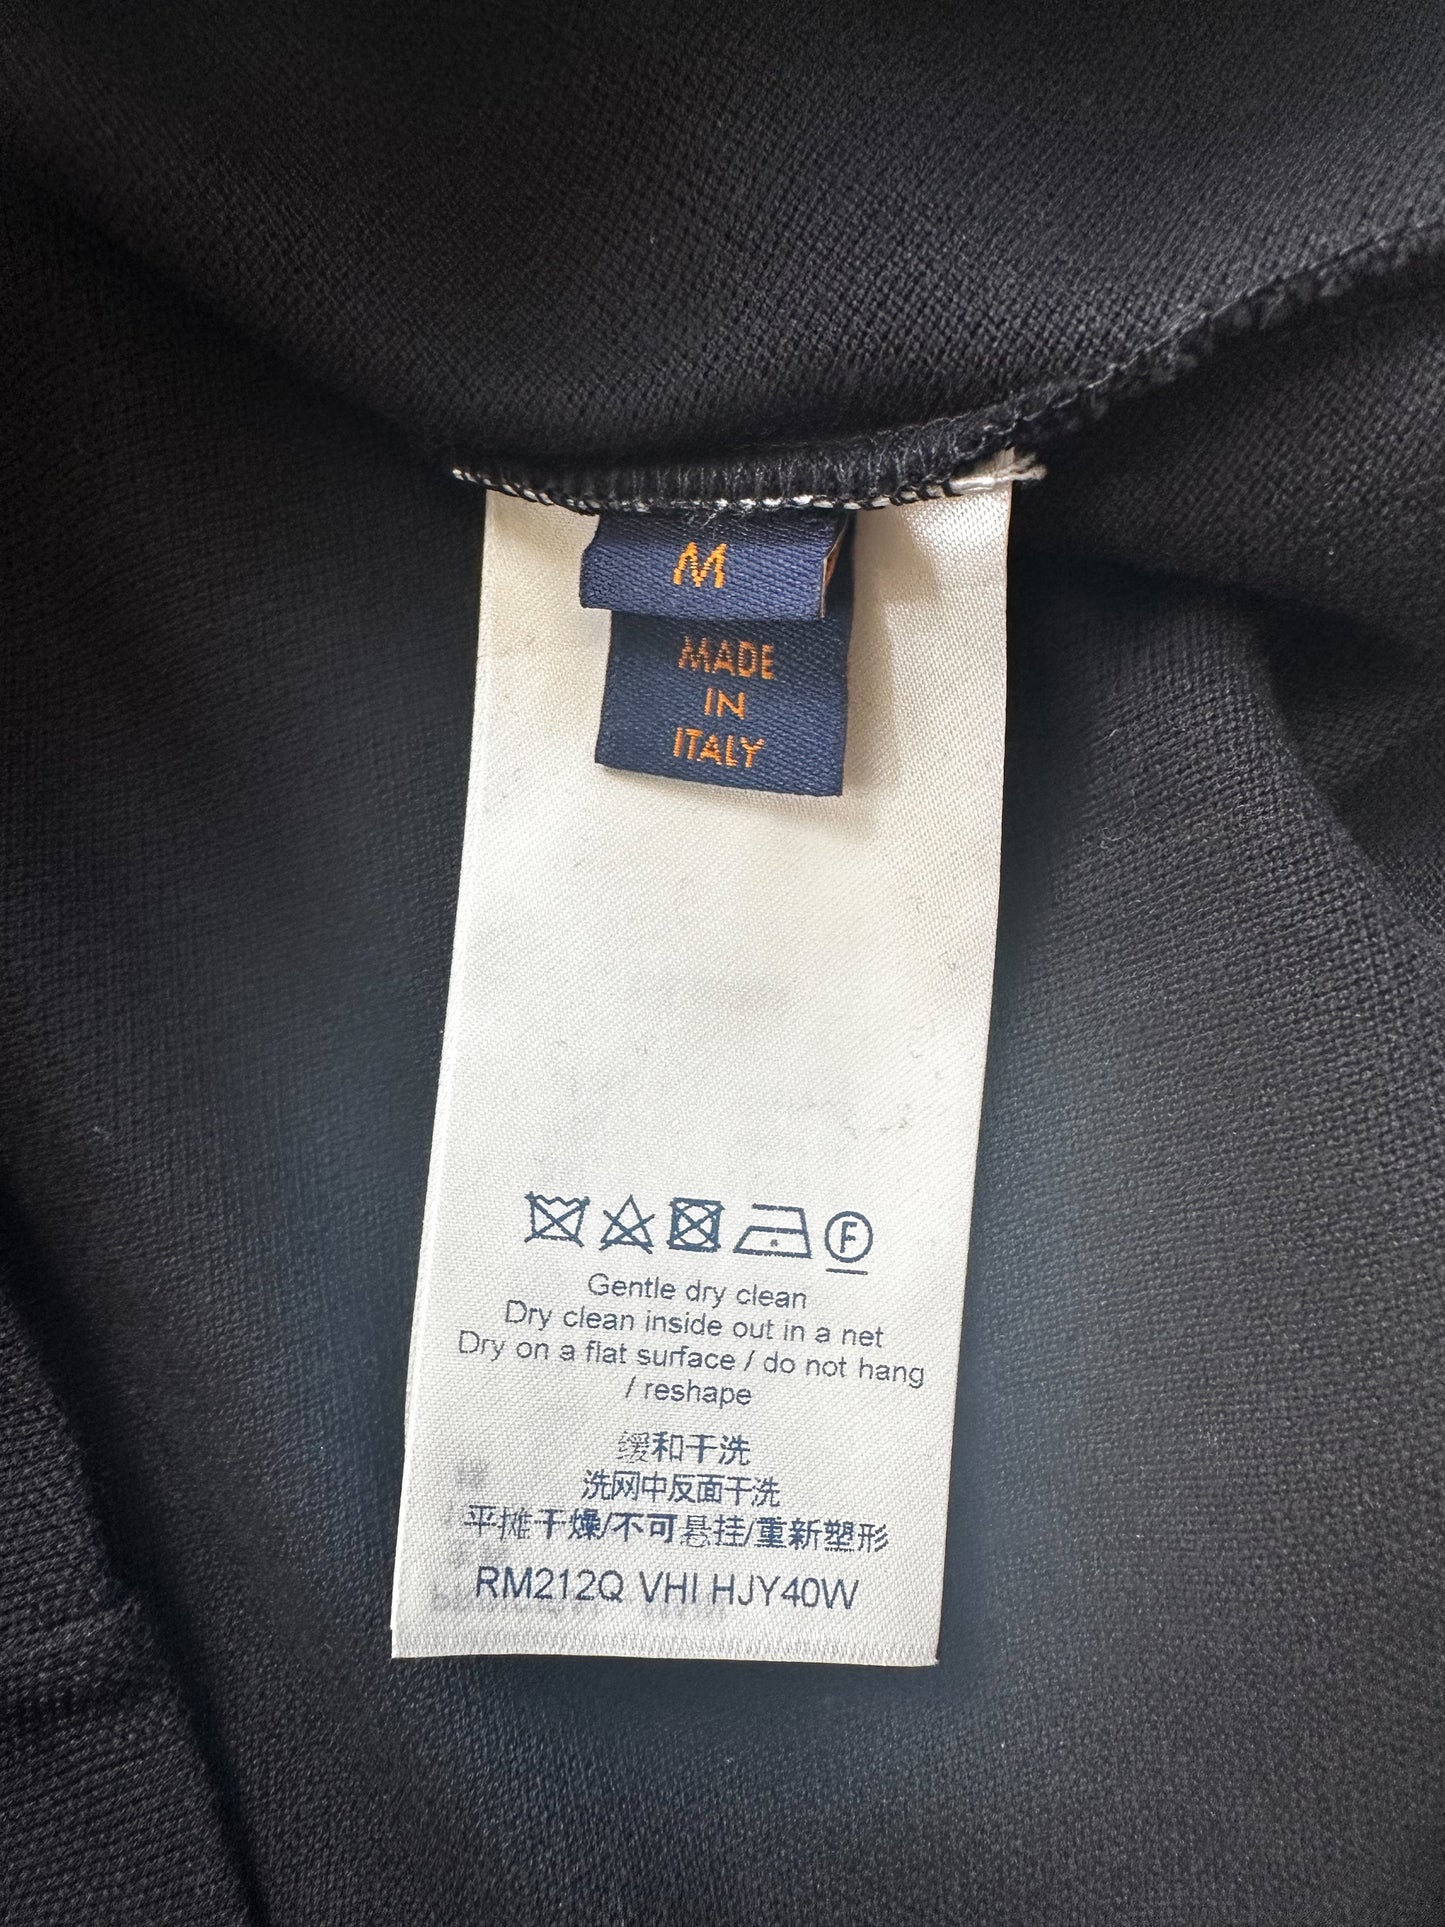 M
MADE
IN
ITALY
F
Gentle dry clean
Dry clean inside out in a net
Dry on a flat surface / do not hang
/ reshape
缓和干洗
洗网中反面干洗
平摊干燥/不可悬挂/重新塑形
RM212Q VHI HJY40W